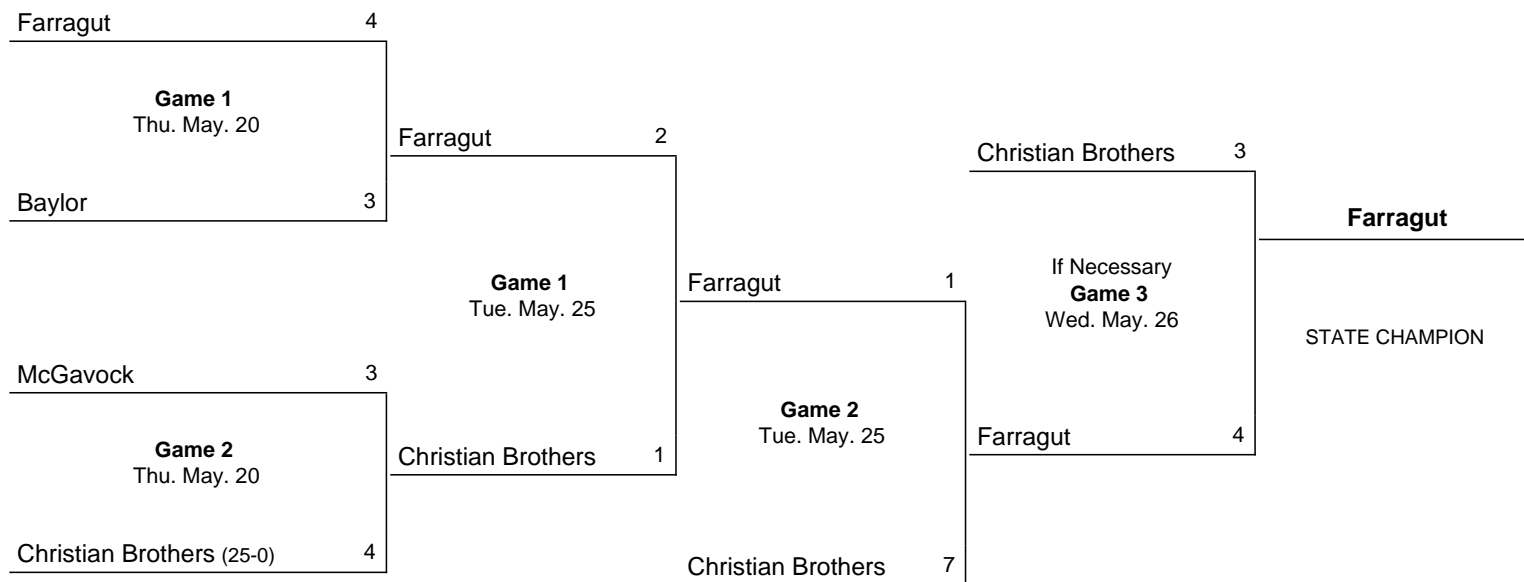 Farragut 4
Game 1
Thu. May. 20
Baylor 3
McGavock 3
Game 2
Thu. May. 20
Christian Brothers (25-0) 4
Farragut 2
Game 1
Tue. May. 25
Christian Brothers 1
Farragut 1
Game 2
Tue. May. 25
Christian Brothers 7
Christian Brothers 3
If Necessary
Game 3
Wed. May. 26
Farragut 4
Farragut
STATE CHAMPION